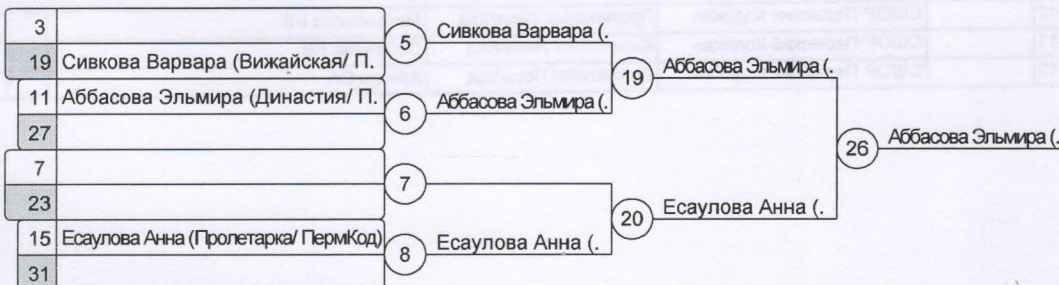 3
5 Сивкова Варвара (.
19 Сивкова Варвара (Вижайская/ П.
19 Аббасова Эльмира (.
11 Аббасова Эльмира (Династия/ П.
6 Аббасова Эльмира (.
27
26 Аббасова Эльмира (.
7
7
23
20 Есаулова Анна (.
15 Есаулова Анна (Пролетарка/ ПермКод)
8 Есаулова Анна (.
31